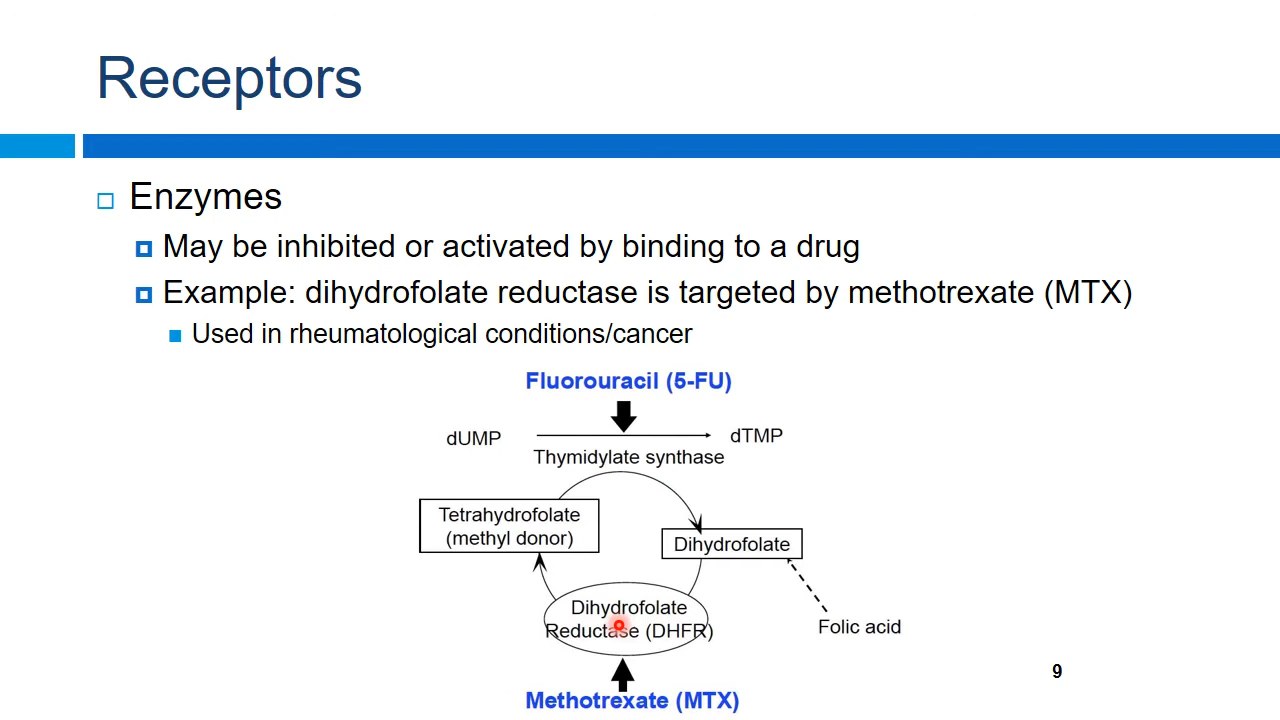 Receptors
Enzymes
May be inhibited or activated by binding to a drug
Example: dihydrofolate reductase is targeted by methotrexate (MTX)
Used in rheumatological conditions/cancer
Fluorouracil (5-FU)
dUMP
dTMP
Thymidylate synthase
Tetrahydrofolate
(methyl donor)
Dihydrofolate
Dihydrofolate
Reductase (DHFR)
Folic acid
Methotrexate (MTX)
9